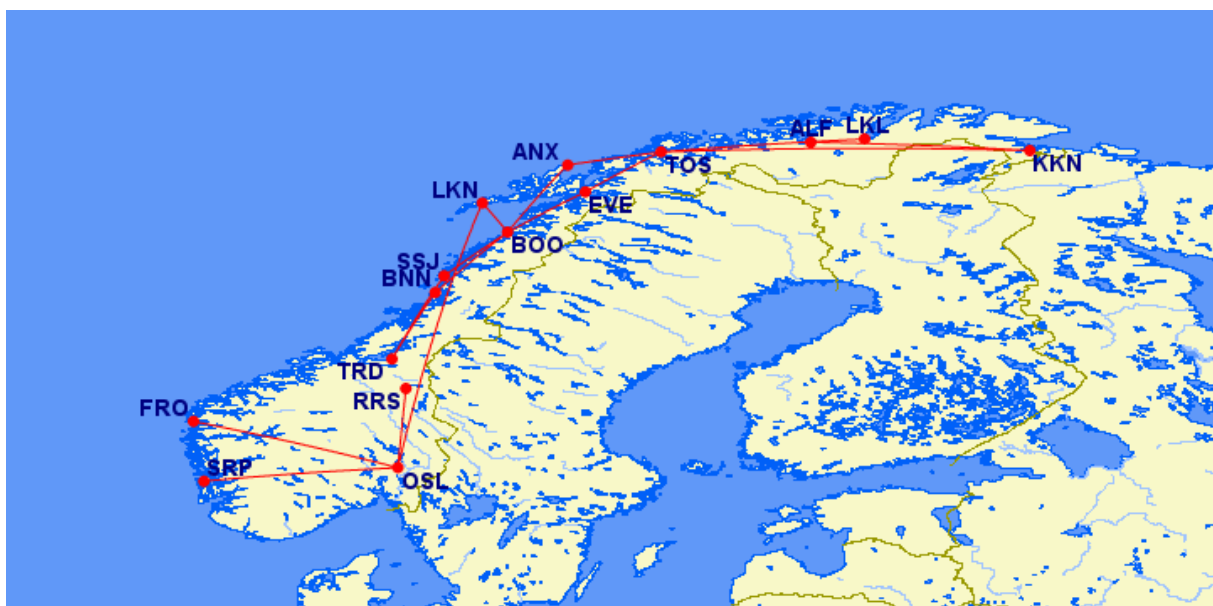 ALF LKL
ANX
TOS
KKN
LKN
EVE
BOO
SSJ
BNN
TRD
RRS
FRO
SRP
OSL